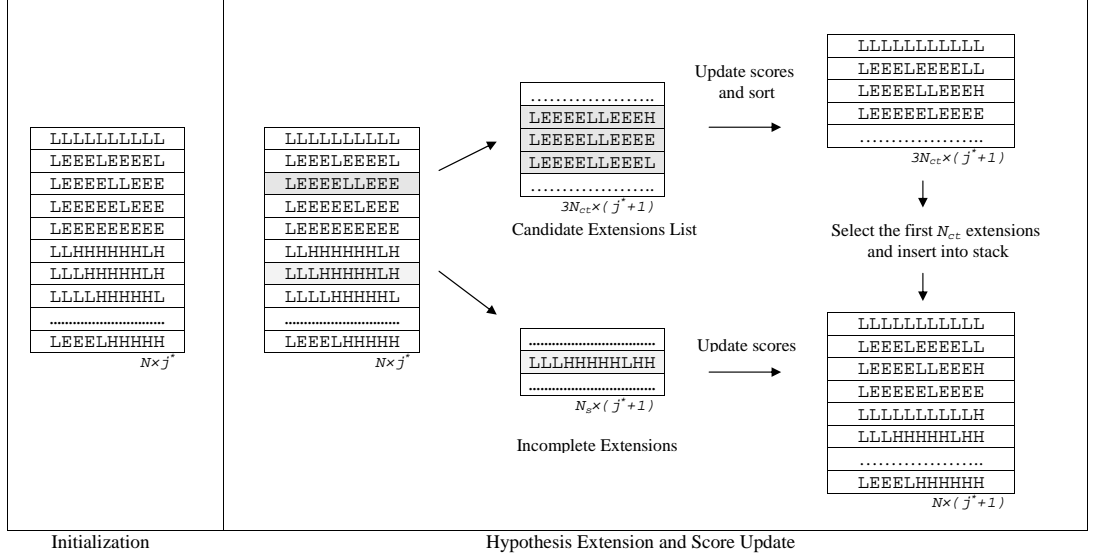 LLLLLLLLLL
LEEELEEEEL
LEEEELLEEE
LEEEEELEEE
LEEEEEEEEE
LLHHHHHHLH
LLLHHHHHLH
LLLLHHHHHL
................................
LEEELHHHHH
N×j*
LLLLLLLLLL
LEEELEEEEL
LEEEELLEEE
LEEEEELEEE
LEEEEEEEEE
LLHHHHHHLH
LLLHHHHHLH
LLLLHHHHHL
................................
LEEELHHHHH
N×j*
.....................
LEEEELLEEEH
LEEEELLEEEE
LEEEELLEEEL
.....................
3Nct×(j*+1)
Candidate Extensions List
...................................
LLLHHHHHLHH
...................................
Ns×(j*+1)
Incomplete Extensions
Update scores
and sort
Update scores
LLLLLLLLLLL
LEEELEEEELL
LEEEELLEEEH
LEEEEELEEEE
.....................
3Nct×(j*+1)
Select the first Nct extensions
and insert into stack
LLLLLLLLLLL
LEEELEEEELL
LEEEELLEEEH
LEEEEELEEEE
LLLLLLLLLLH
LLLHHHHHLHH
.....................
LEEELHHHHHH
N×(j*+1)
Initialization
Hypothesis Extension and Score Update